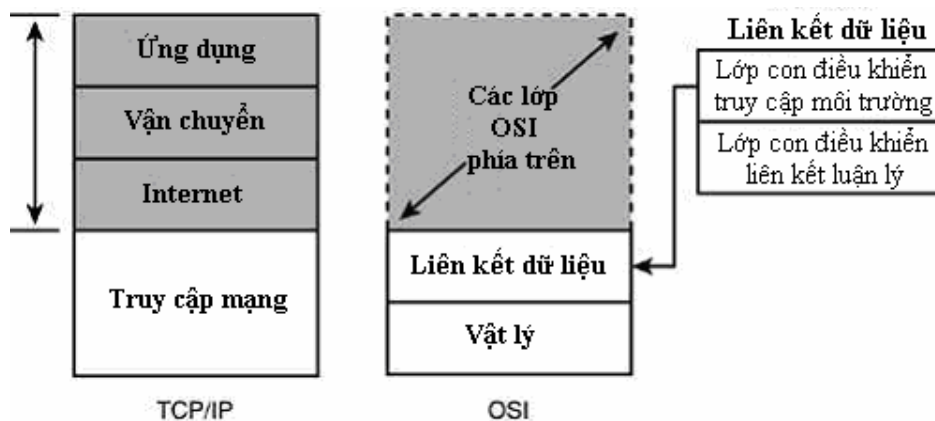 Ứng dụng
Vận chuyển
Internet
Truy cập mạng
TCP/IP
Các lớp
OSI
phía trên
Liên kết dữ liệu
Vật lý
OSI
Liên kết dữ liệu
Lớp con điều khiển
truy cập môi trường
Lớp con điều khiển
liên kết luận lý